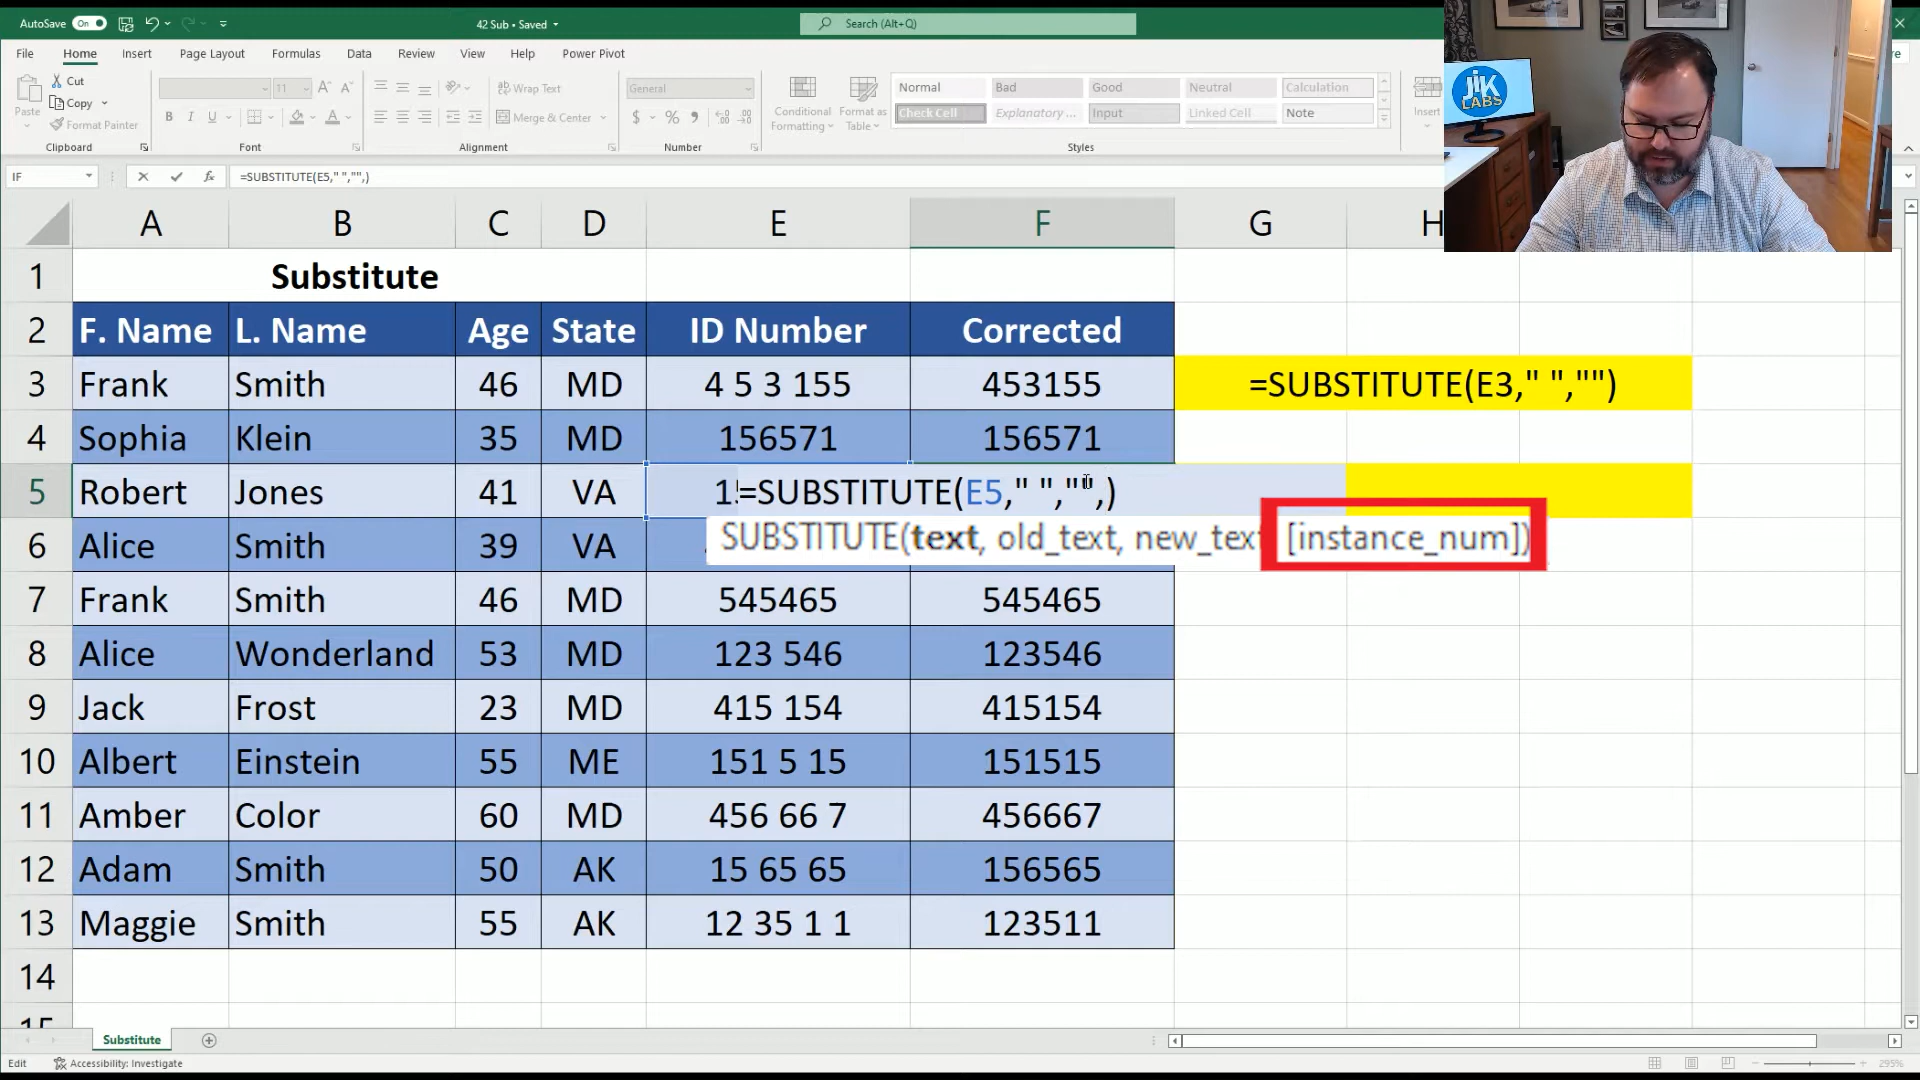 AutoSave On 42 Sub • Saved Search (Alt+Q)
File Home Insert Page Layout Formulas Data Review View Help Power Pivot
Paste Cut Copy Format Painter
11 Wrap Text Merge & Center
General
Conditional Formatting Format as Table
Normal Bad Good Neutral Calculation
Check Cell Explanatory ... Input Linked Cell Note
Insert
Clipboard Font Alignment Number Styles
JiK
LABS
IF fx =SUBSTITUTE(E5," ","",)
A B C D E F G H
1 Substitute
2 F. Name L. Name Age State ID Number Corrected
3 Frank Smith 46 MD 4 5 3 155 453155 =SUBSTITUTE(E3," ","")
4 Sophia Klein 35 MD 156571 156571
5 Robert Jones 41 VA 1 =SUBSTITUTE(E5," ","",)
SUBSTITUTE(text, old_text, new_text [instance_num])
6 Alice Smith 39 VA
7 Frank Smith 46 MD 545465 545465
8 Alice Wonderland 53 MD 123 546 123546
9 Jack Frost 23 MD 415 154 415154
10 Albert Einstein 55 ME 151 5 15 151515
11 Amber Color 60 MD 456 66 7 456667
12 Adam Smith 50 AK 15 65 65 156565
13 Maggie Smith 55 AK 12 35 1 1 123511
14
15
Substitute
Edit Accessibility: Investigate 295%